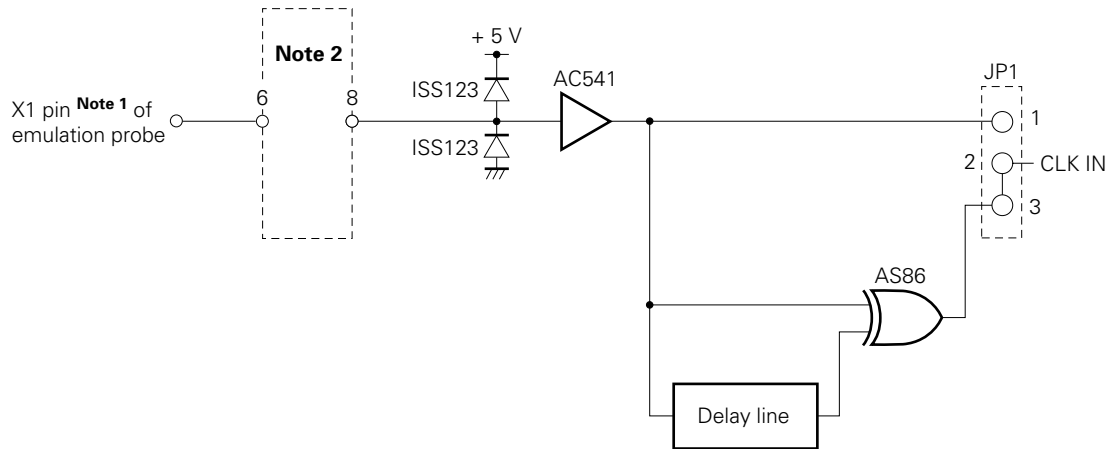 + 5 V
Note 2
ISS123
AC541
JP1
X1 pin Note 1 of
emulation probe
6
8
1
ISS123
2
CLK IN
3
AS86
Delay line